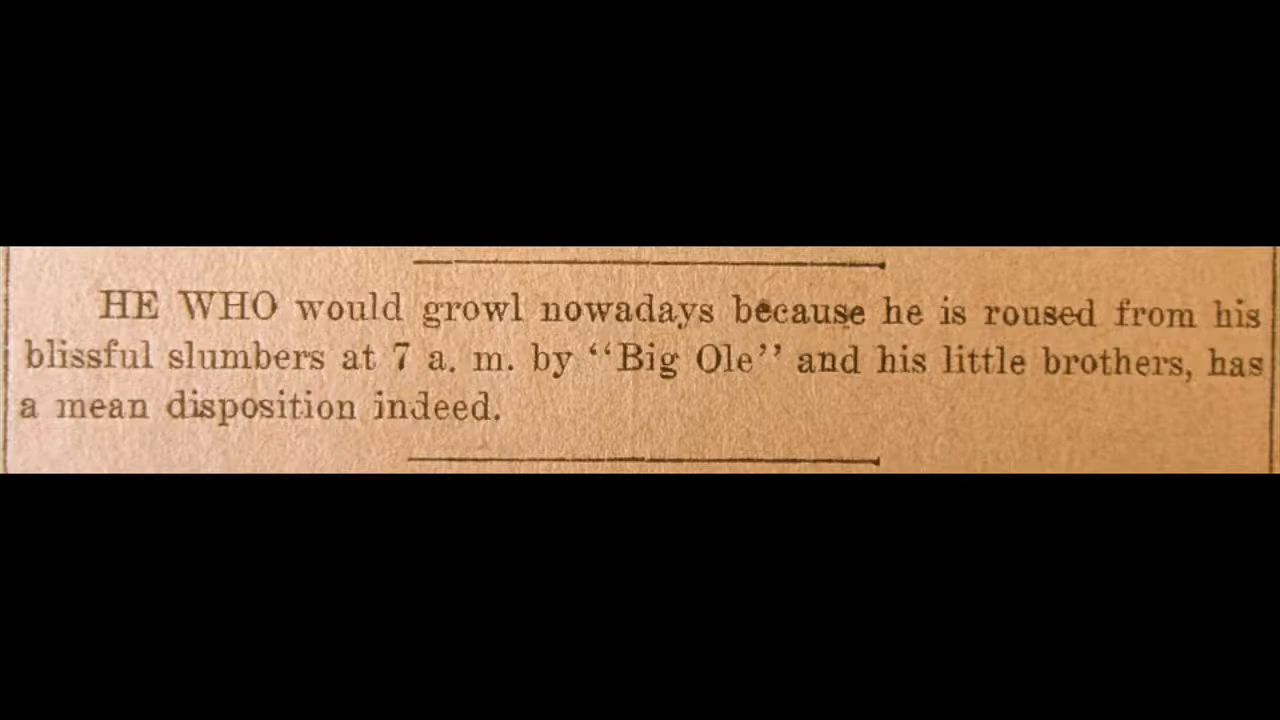 HE WHO would growl nowadays because he is roused from his
blissful slumbers at 7 a. m. by “Big Ole” and his little brothers, has
a mean disposition indeed.